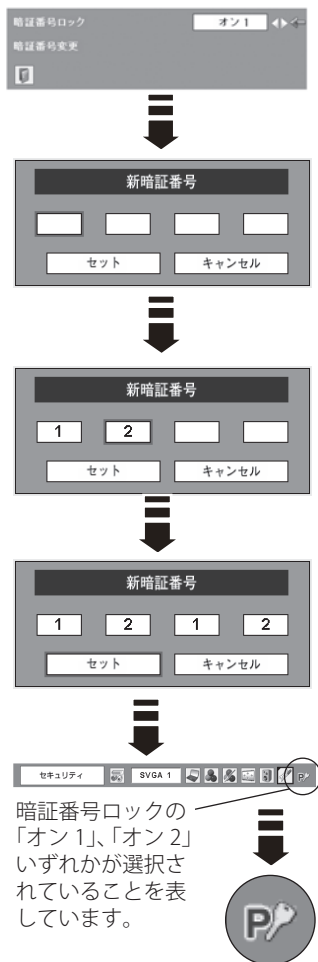 暗証番号ロック オン 1
暗証番号変更
新暗証番号
セット キャンセル
新暗証番号
1 2
セット キャンセル
新暗証番号
1 2 1 2
セット キャンセル
セキュリティ SVGA 1 P
暗証番号ロックの
「オン 1」、「オン 2」
いずれかが選択さ
れていることを表
しています。
P